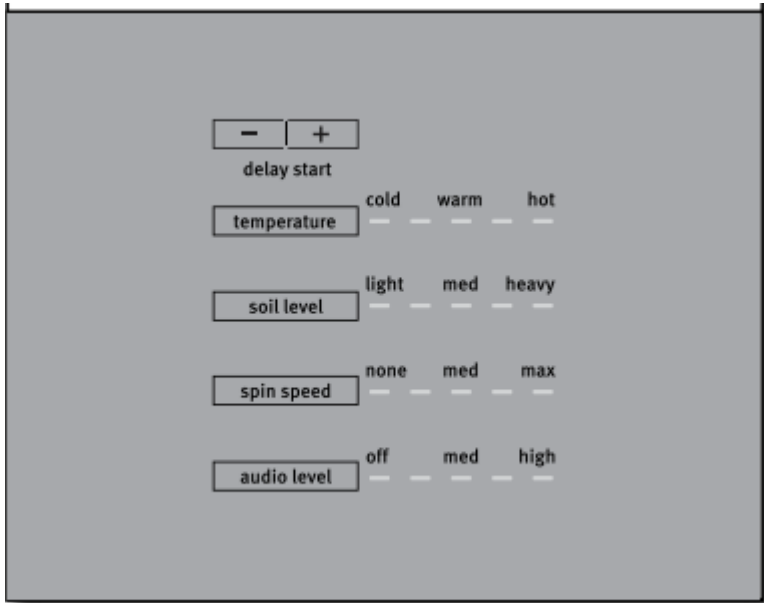 − +
delay start
cold warm hot
temperature
light med heavy
soil level
none med max
spin speed
off med high
audio level